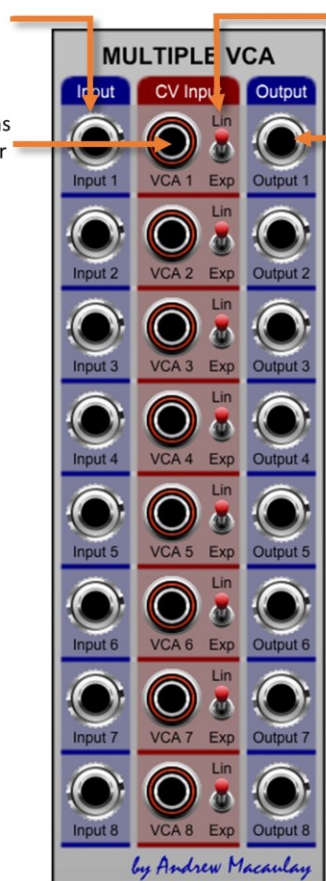 MULTIPLE VCA
Input CV Input Output
Lin
Input 1 VCA 1 Exp Output 1
Lin
Input 2 VCA 2 Exp Output 2
Lin
Input 3 VCA 3 Exp Output 3
Lin
Input 4 VCA 4 Exp Output 4
Lin
Input 5 VCA 5 Exp Output 5
Lin
Input 6 VCA 6 Exp Output 6
Lin
Input 7 VCA 7 Exp Output 7
Lin
Input 8 VCA 8 Exp Output 8
by Andrew Macaulay